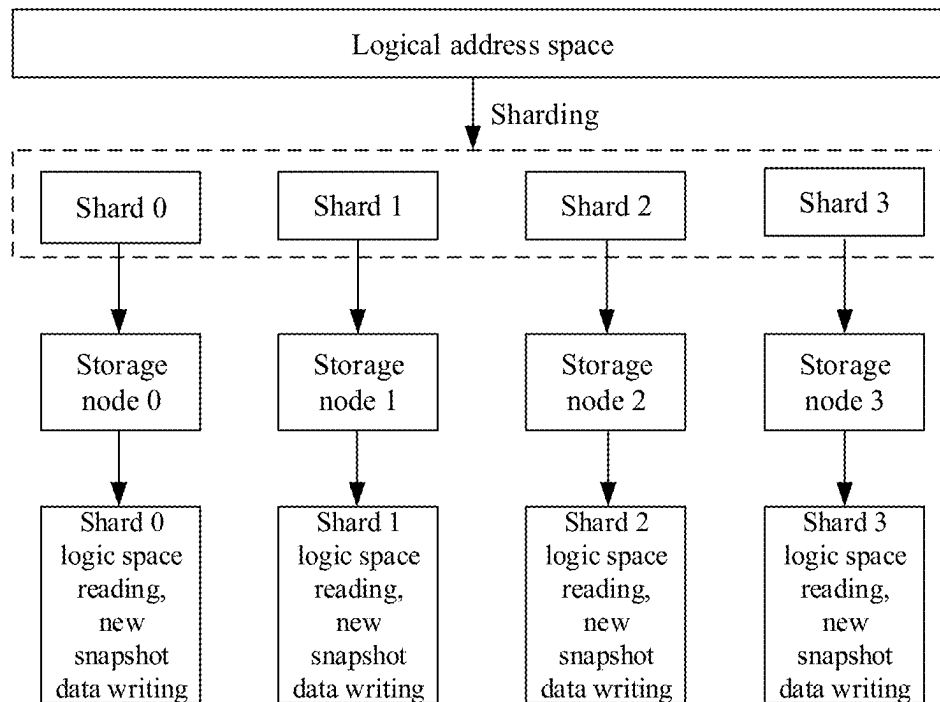 Logical address space
Sharding
Shard 0
Shard 1
Shard 2
Shard 3
Storage
node 0
Storage
node 1
Storage
node 2
Storage
node 3
Shard 0
logic space
reading,
new
snapshot
data writing
Shard 1
logic space
reading,
new
snapshot
data writing
Shard 2
logic space
reading,
new
snapshot
data writing
Shard 3
logic space
reading,
new
snapshot
data writing